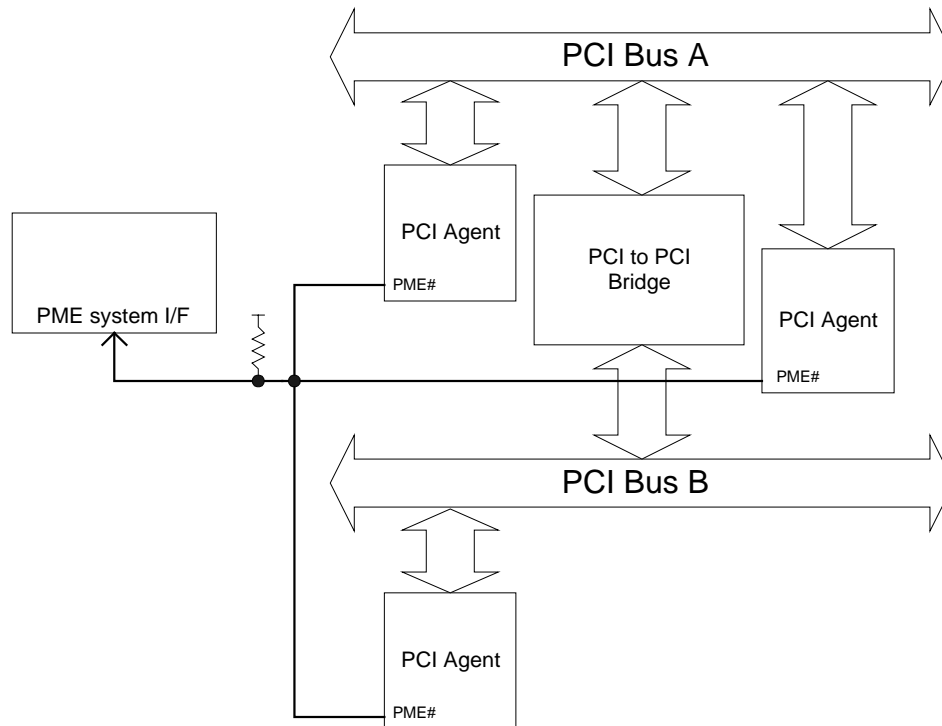 PCI Bus A
PCI Agent
PME#
PCI to PCI
Bridge
PCI Agent
PME#
PME system I/F
PCI Bus B
PCI Agent
PME#